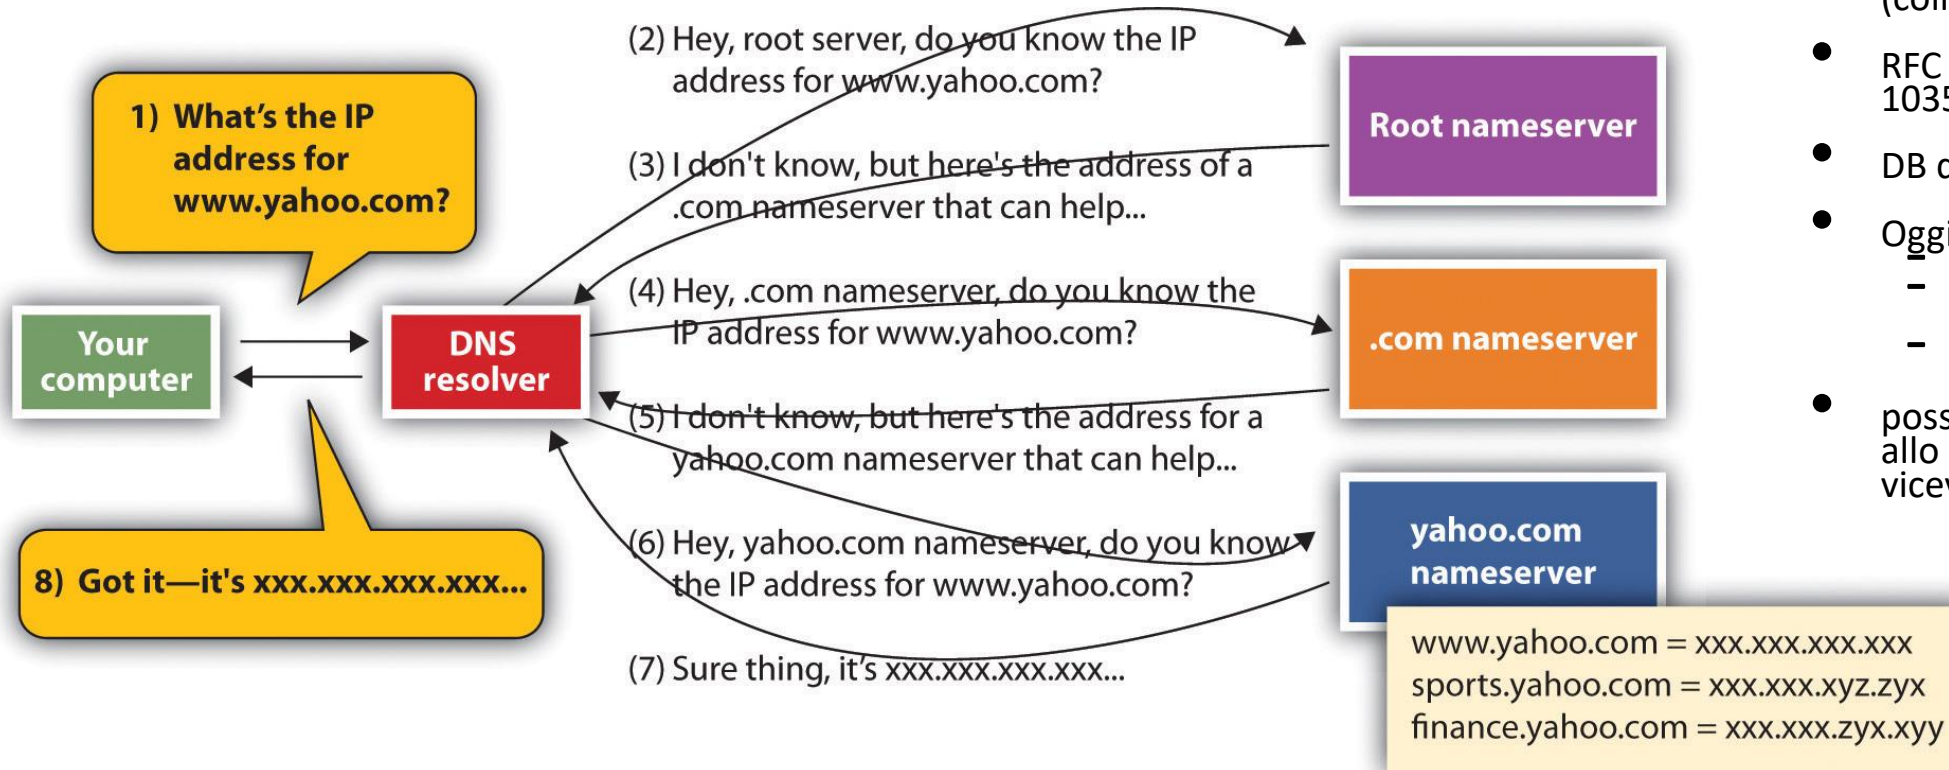 1) What's the IP
address for
www.yahoo.com?
Your
computer
DNS
resolver
8) Got it—it's xxx.xxx.xxx.xxx...
(2) Hey, root server, do you know the IP
address for www.yahoo.com?
(3) I don't know, but here's the address of a
.com nameserver that can help...
(4) Hey, .com nameserver, do you know the
IP address for www.yahoo.com?
(5) I don't know, but here's the address for a
yahoo.com nameserver that can help...
(6) Hey, yahoo.com nameserver, do you know
the IP address for www.yahoo.com?
(7) Sure thing, it's xxx.xxx.xxx.xxx...
Root nameserver
.com nameserver
yahoo.com
nameserver
www.yahoo.com = xxx.xxx.xxx.xxx
sports.yahoo.com = xxx.xxx.xyz.zyx
finance.yahoo.com = xxx.xxx.zyx.xyy
• RFC
1035
• DB
• Oggi
-
-
-
• poss
allo